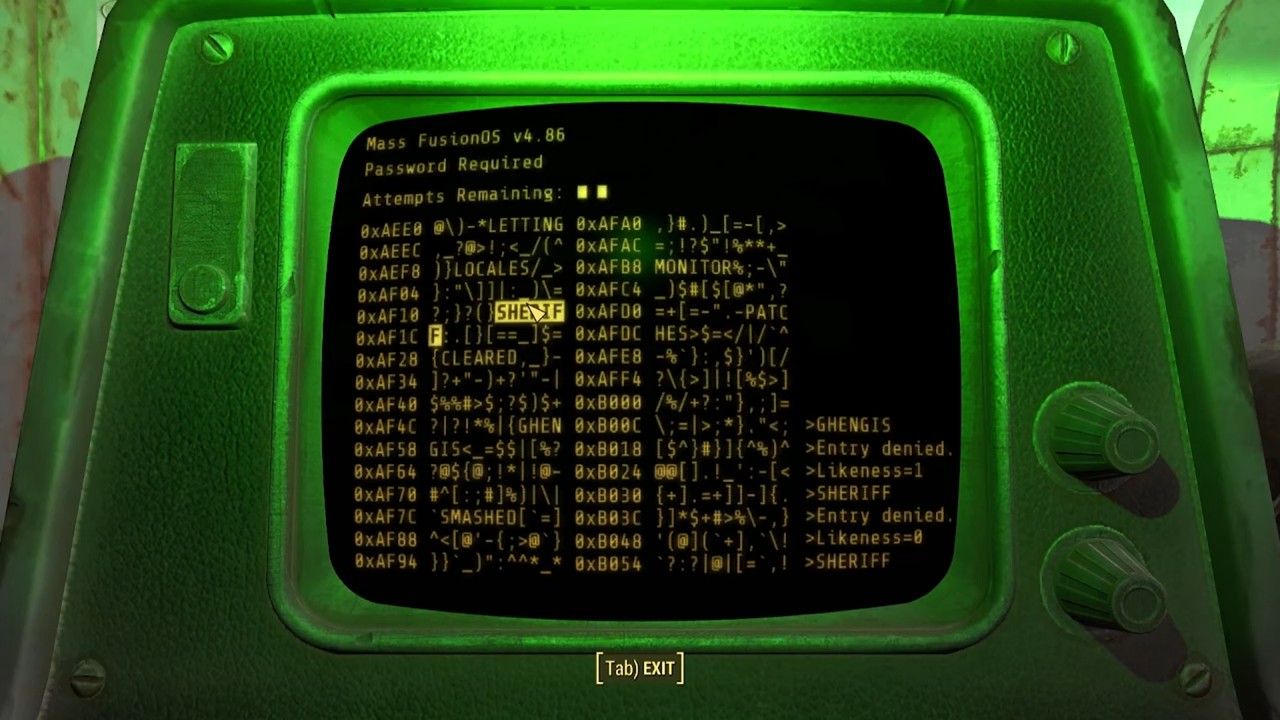 Mass FusionOS v4.86
Password Required
Attempts Remaining: ■ ■
0xAEE0 @\)-*LETTING 0xAFA0 ,}#.)_[=-[,>
0xAEEC ,_?@>!;<_/(^ 0xAFAC =;!?$"!%**+_
0xAEF8 )}LOCALES/_> 0xAFB8 MONITOR%;-\"
0xAF04 }:"\]]|:_)\= 0xAFC4 _)$#[$[@*",?
0xAF10 ?;}?(}SHERIF 0xAFD0 =+[=-".-PATC
0xAF1C F:.[}[==_]$= 0xAFDC HES>$=</|/`^
0xAF28 {CLEARED,_}- 0xAFE8 -%`}:,$}')[/
0xAF34 ]?+"-)+?'"-| 0xAFF4 ?\{>]|![%$>]
0xAF40 $%%#>$;?$)$+ 0xB000 /%/+?:"},;]=
0xAF4C ?|?!*%|{GHEN 0xB00C \;=|>;*}."<; >GHENGIS
0xAF58 GIS<_=$$|[%? 0xB018 [$^}#}]{^%)^ >Entry denied.
0xAF64 ?@${@;!*|!@- 0xB024 @@[].!_':-[< >Likeness=1
0xAF70 #^[:;#]%)|\| 0xB030 {+].=+]]-]{. >SHERIFF
0xAF7C `SMASHED[`=] 0xB03C }]*$+#>%\-,} >Entry denied.
0xAF88 ^<[@'-{;>@`} 0xB048 '(@](`+],`\! >Likeness=0
0xAF94 }}`_)":^^*_* 0xB054 `?:?|@|[=`,! >SHERIFF
[Tab) EXIT]